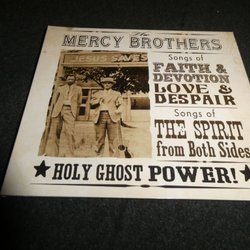 The
MERCY BROTHERS
JESUS SAVES
Songs of
FAITH &
DEVOTION
LOVE &
DESPAIR
Songs of
THE SPIRIT
from Both Sides
★ HOLY GHOST POWER! ★